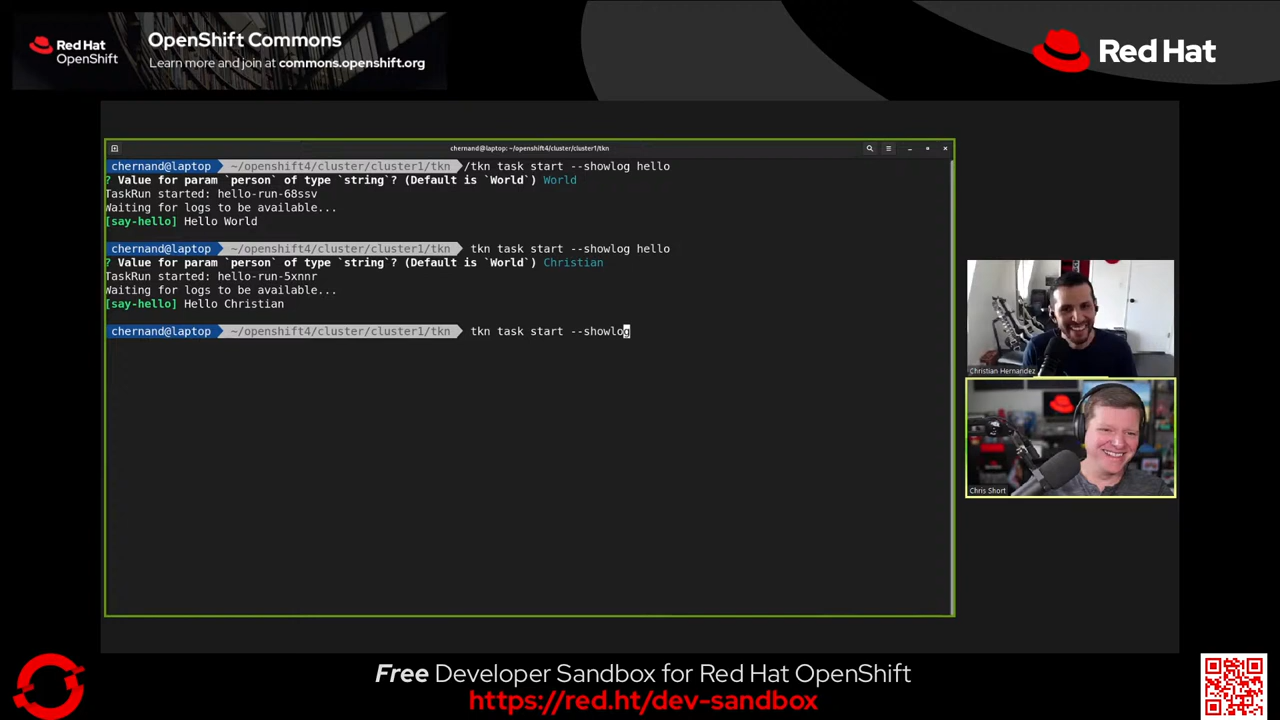 Red Hat
OpenShift
OpenShift Commons
Learn more and join at commons.openshift.org
Red Hat
chernand@laptop: ~/openshift4/cluster/cluster1/tkn
chernand@laptop ~/openshift4/cluster/cluster1/tkn /tkn task start --showlog hello
? Value for param `person` of type `string`? (Default is `World`) World
TaskRun started: hello-run-68ssv
Waiting for logs to be available...
[say-hello] Hello World
chernand@laptop ~/openshift4/cluster/cluster1/tkn tkn task start --showlog hello
? Value for param `person` of type `string`? (Default is `World`) Christian
TaskRun started: hello-run-5xnnr
Waiting for logs to be available...
[say-hello] Hello Christian
chernand@laptop ~/openshift4/cluster/cluster1/tkn tkn task start --showlog
Christian Hernandez
Chris Short
Free Developer Sandbox for Red Hat OpenShift
https://red.ht/dev-sandbox